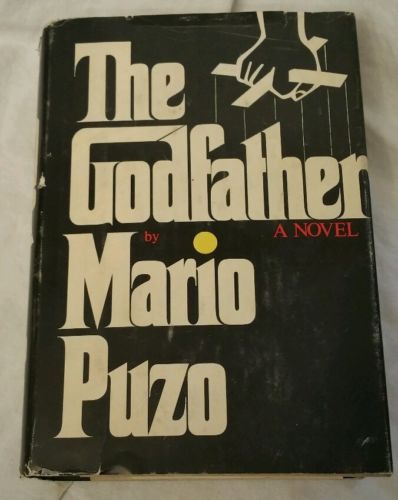 The
Godfather
by
A NOVEL
Mario
Puzo